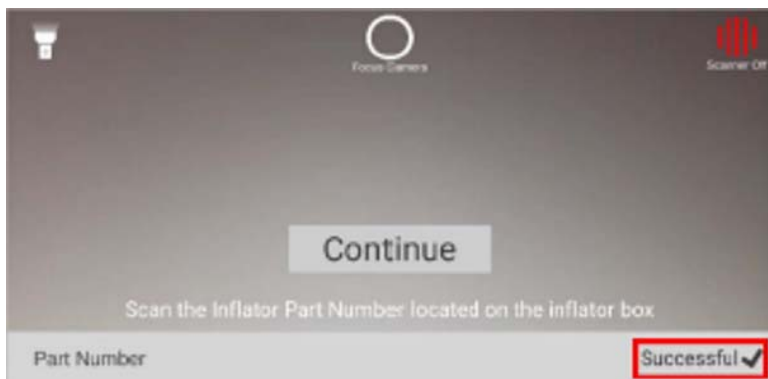 Focus Camera
Scanner Off
Continue
Scan the Inflator Part Number located on the inflator box
Part Number
Successful